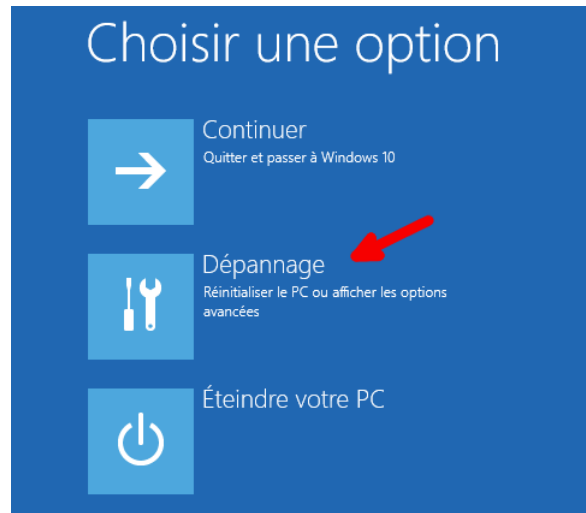 Choisir une option
Continuer
Quitter et passer à Windows 10
Dépannage
Réinitialiser le PC ou afficher les options
avancées
Éteindre votre PC